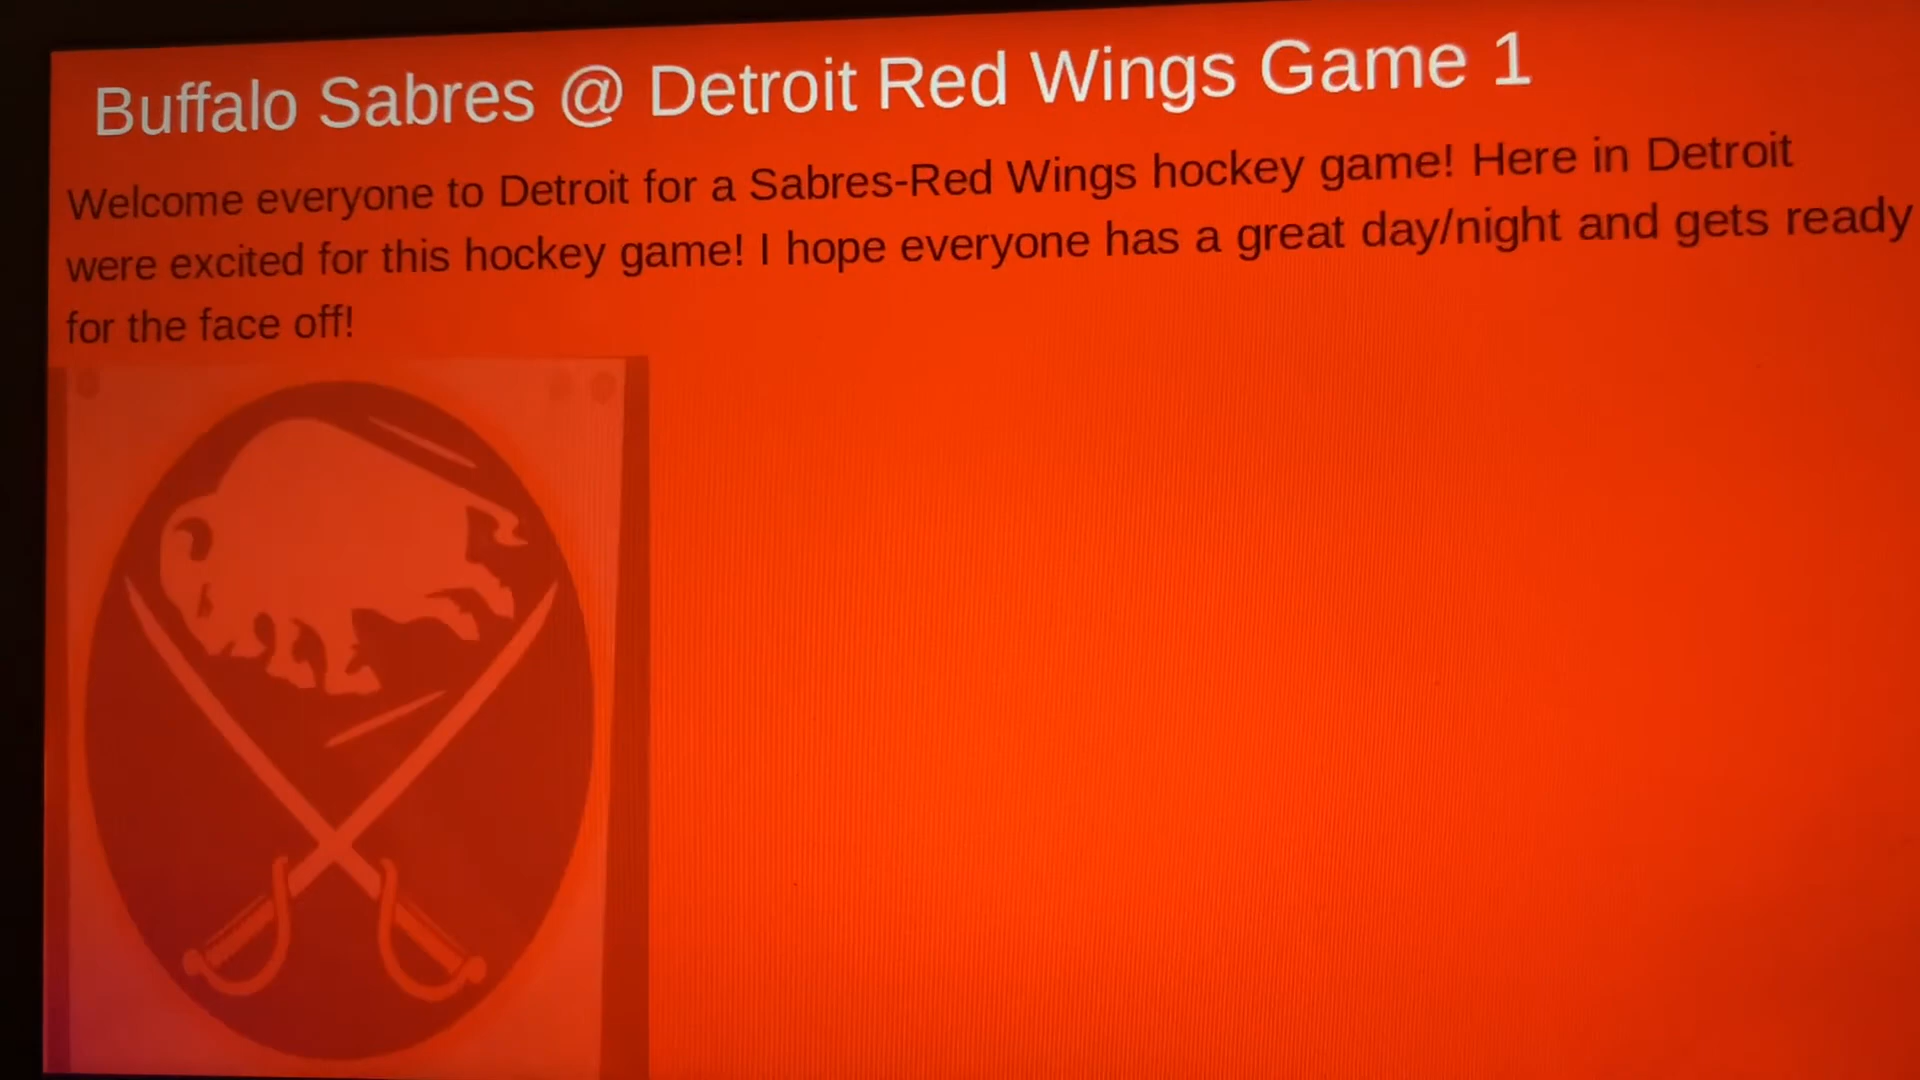 Buffalo Sabres @ Detroit Red Wings Game 1
Welcome everyone to Detroit for a Sabres-Red Wings hockey game! Here in Detroit
were excited for this hockey game! I hope everyone has a great day/night and gets ready
for the face off!